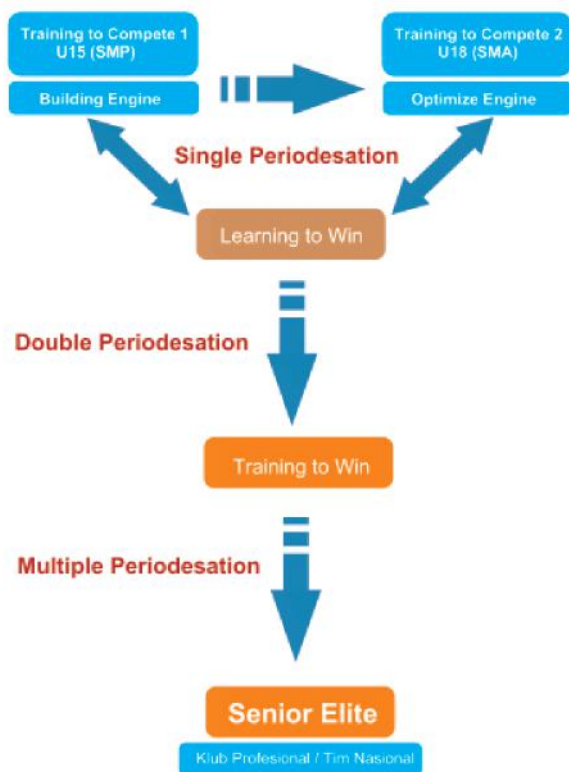 Training to Compete 1
U15 (SMP)
Building Engine
Training to Compete 2
U18 (SMA)
Optimize Engine
Single Periodesation
Learning to Win
Double Periodesation
Training to Win
Multiple Periodesation
Senior Elite
Klub Profesional / Tim Nasional